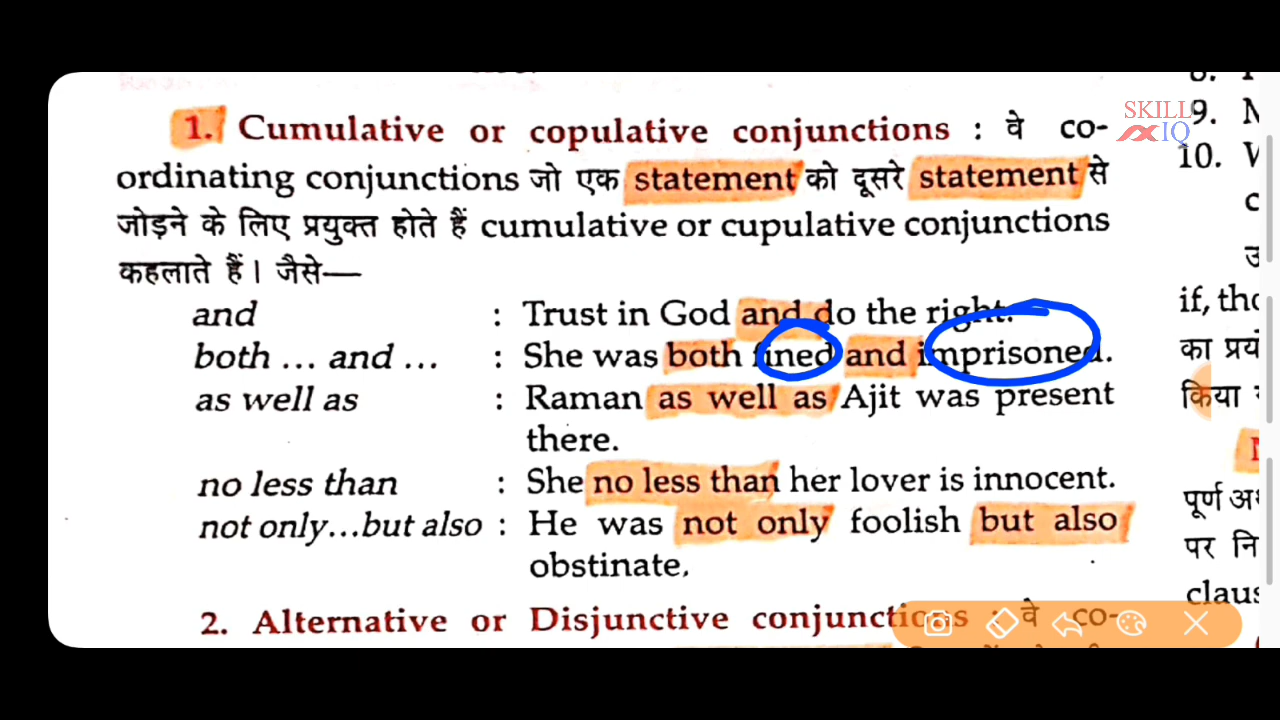 1. Cumulative or copulative conjunctions : वे co-
ordinating conjunctions जो एक statement को दूसरे statement से
जोड़ने के लिए प्रयुक्त होते हैं cumulative or cupulative conjunctions
कहलाते हैं। जैसे—
and : Trust in God and do the right.
both ... and ... : She was both fined and imprisoned.
as well as : Raman as well as Ajit was present
there.
no less than : She no less than her lover is innocent.
not only...but also : He was not only foolish but also
obstinate.
2. Alternative or Disjunctive conjunctions : वे co-
SKILL
IQ
9.
10.
if,
का
किया
पूर्ण
पर